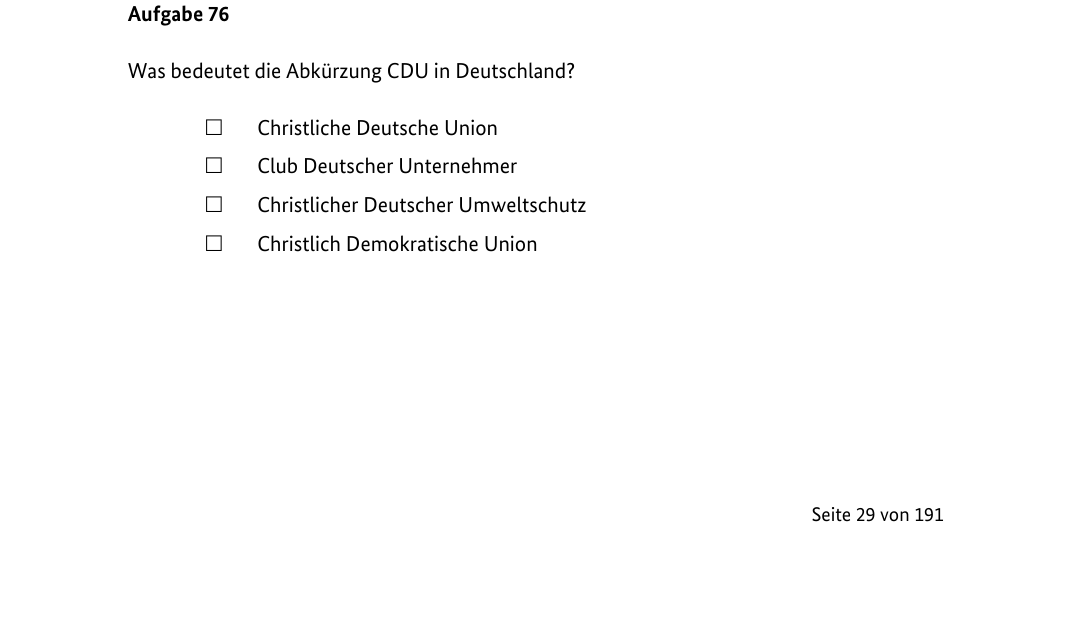 Aufgabe 76
Was bedeutet die Abkürzung CDU in Deutschland?
☐ Christliche Deutsche Union
☐ Club Deutscher Unternehmer
☐ Christlicher Deutscher Umweltschutz
☐ Christlich Demokratische Union
Seite 29 von 191